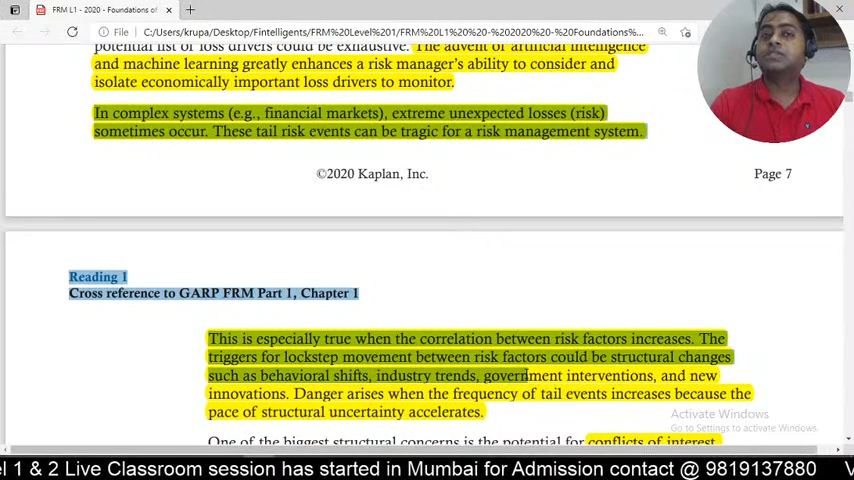 FRM L1 - 2020 - Foundations of
File
C:/Users/krupa/Desktop/Fintelligents/FRM%20Level%201/FRM%20L1%20%20-%202020%20-%20Foundations%
potential list of loss drivers could be exhaustive. The advent of artificial intelligence
and machine learning greatly enhances a risk manager's ability to consider and
isolate economically important loss drivers to monitor.
In complex systems (e.g., financial markets), extreme unexpected losses (risk)
sometimes occur. These tail risk events can be tragic for a risk management system.
©2020 Kaplan, Inc.
Page 7
Reading 1
Cross reference to GARP FRM Part 1, Chapter 1
This is especially true when the correlation between risk factors increases. The
triggers for lockstep movement between risk factors could be structural changes
such as behavioral shifts, industry trends, government interventions, and new
innovations. Danger arises when the frequency of tail events increases because the
pace of structural uncertainty accelerates.
Activate Windows
Go to Settings to activate Windows.
One of the biggest structural concerns is the potential for conflicts of interest
el 1 & 2 Live Classroom session has started in Mumbai for Admission contact @ 9819137880 V